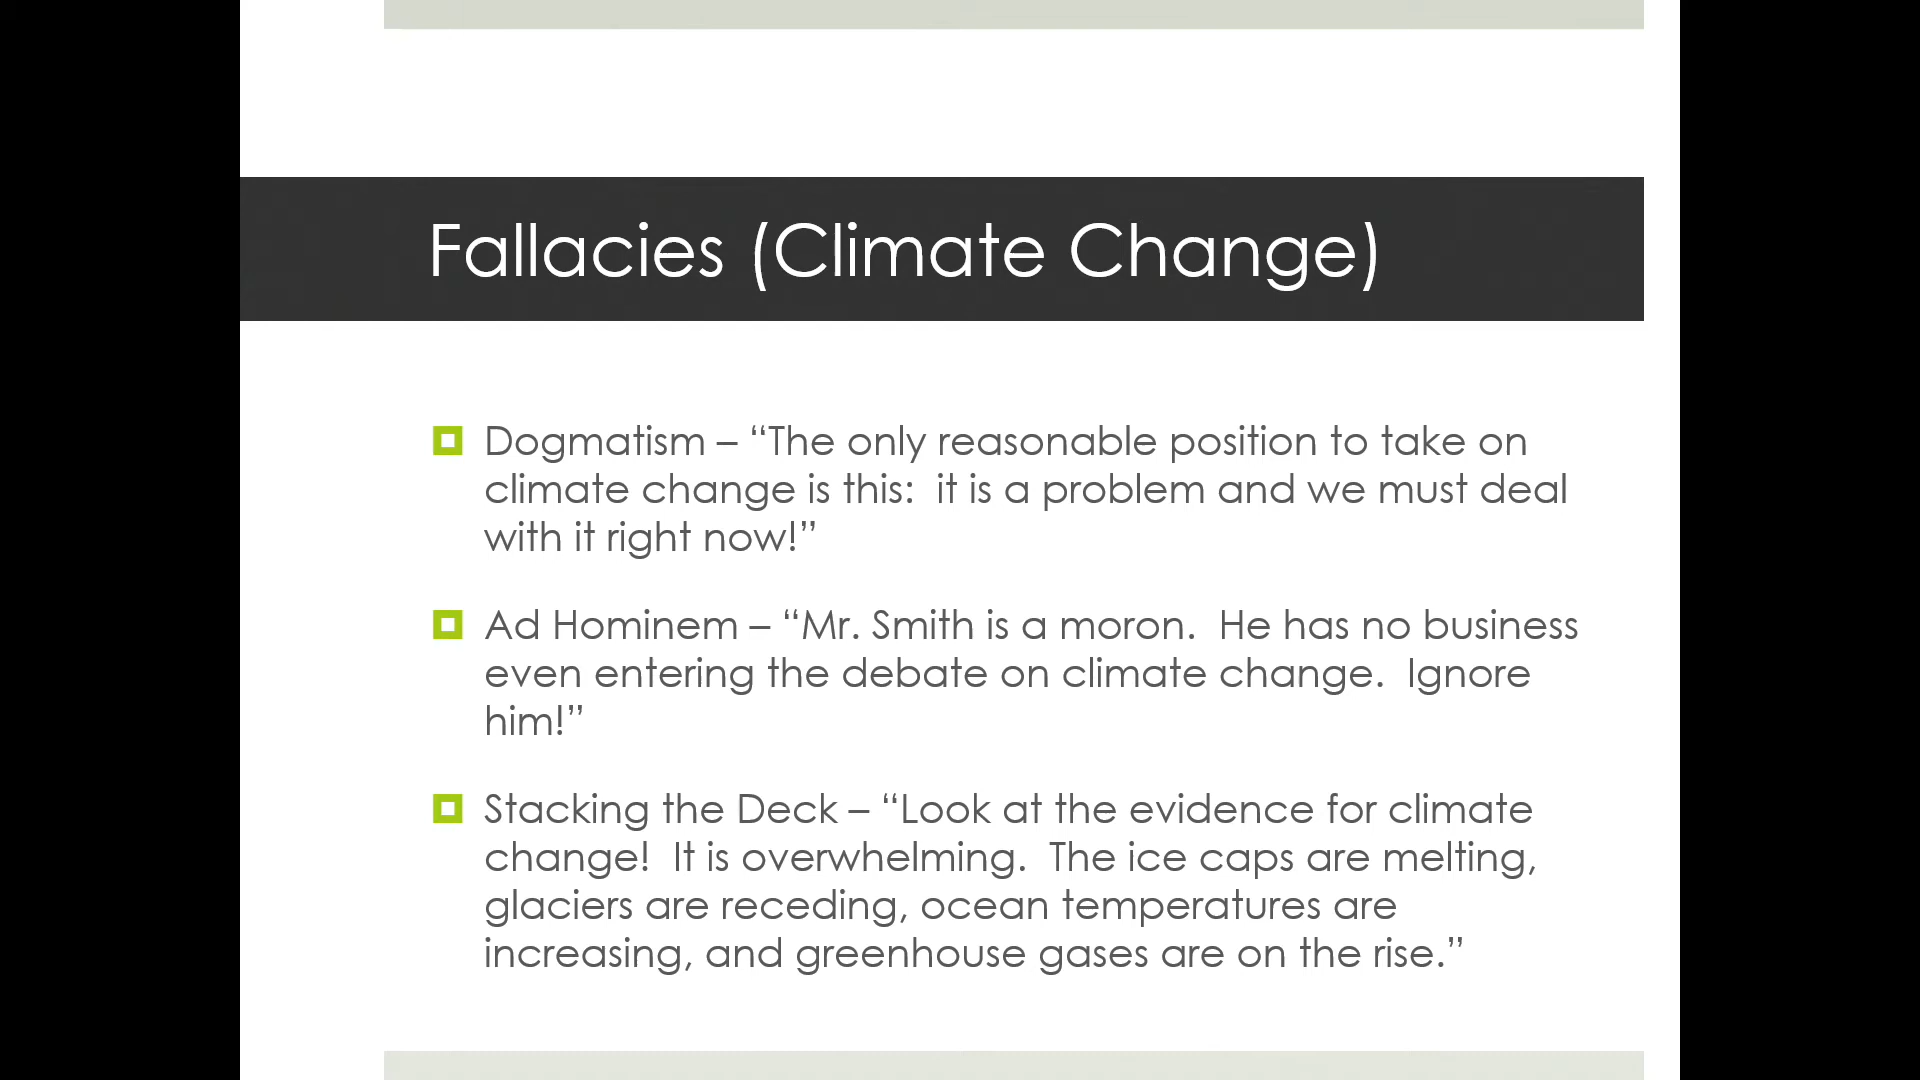 Fallacies (Climate Change)
Dogmatism – “The only reasonable position to take on
climate change is this:  it is a problem and we must deal
with it right now!”
Ad Hominem – “Mr. Smith is a moron.  He has no business
even entering the debate on climate change.  Ignore
him!”
Stacking the Deck – “Look at the evidence for climate
change!  It is overwhelming.  The ice caps are melting,
glaciers are receding, ocean temperatures are
increasing, and greenhouse gases are on the rise.”